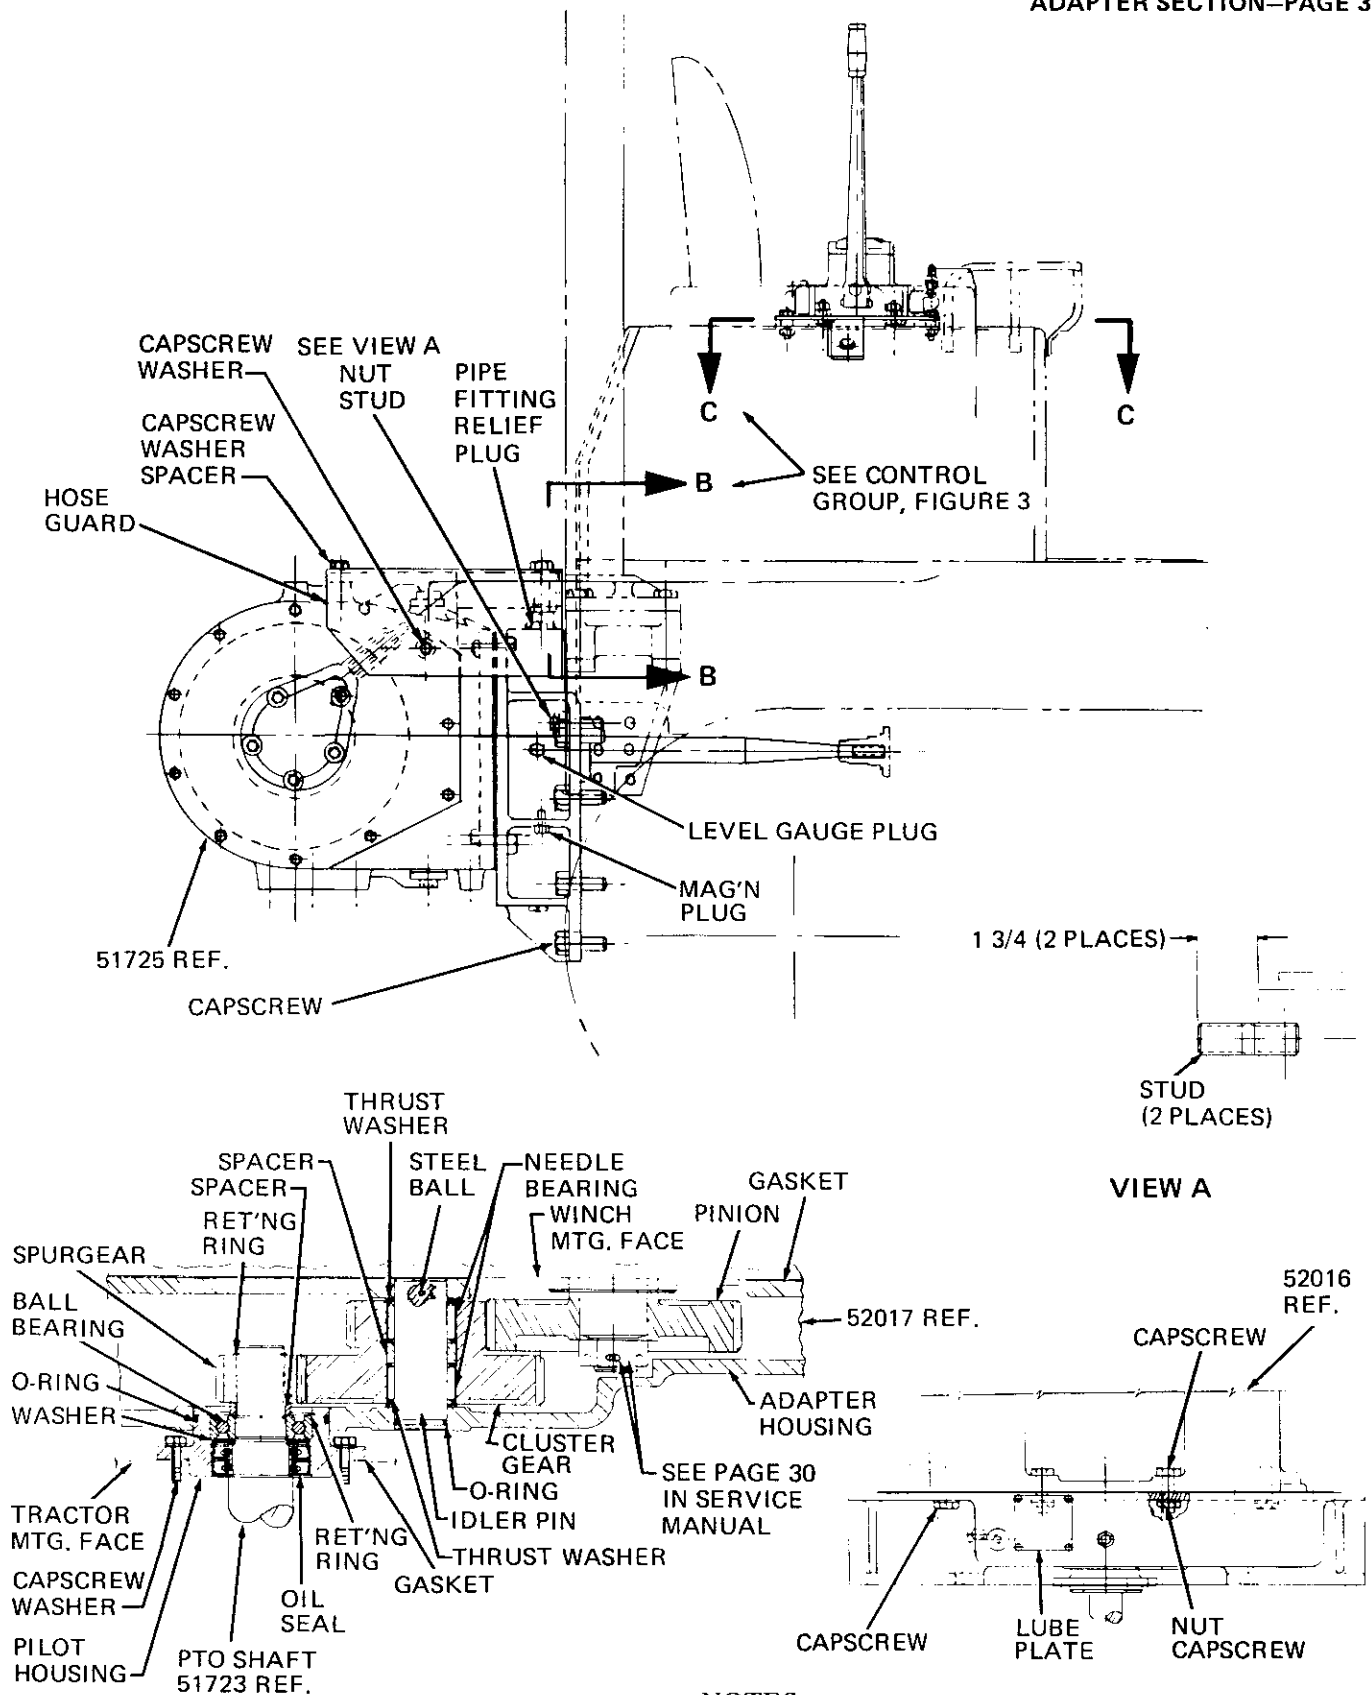 ADAPTER SECTION—PAGE 3
CAPSCREW
WASHER
SEE VIEW A
NUT
STUD
PIPE
FITTING
RELIEF
PLUG
CAPSCREW
WASHER
SPACER
HOSE
GUARD
C
C
B
SEE CONTROL
GROUP, FIGURE 3
B
LEVEL GAUGE PLUG
MAG'N
PLUG
51725 REF.
CAPSCREW
1 3/4 (2 PLACES)
STUD
(2 PLACES)
VIEW A
THRUST
WASHER
SPACER
SPACER
STEEL
BALL
NEEDLE
BEARING
WINCH
MTG. FACE
GASKET
PINION
RET'NG
RING
SPURGEAR
BALL
BEARING
O-RING
WASHER
52017 REF.
ADAPTER
HOUSING
CLUSTER
GEAR
O-RING
IDLER PIN
THRUST WASHER
GASKET
SEE PAGE 30
IN SERVICE
MANUAL
TRACTOR
MTG. FACE
CAPSCREW
WASHER
PILOT
HOUSING
PTO SHAFT
51723 REF.
OIL
SEAL
RET'NG
RING
52016
REF.
CAPSCREW
CAPSCREW
LUBE
PLATE
NUT
CAPSCREW
NOTES